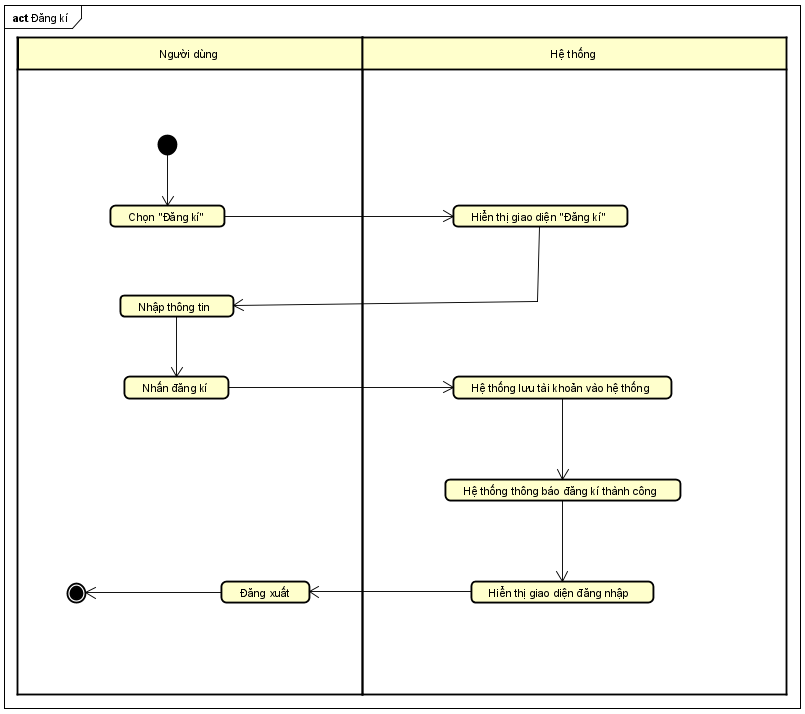 act Đăng kí
Người dùng
Hệ thống
Chọn "Đăng kí"
Hiển thị giao diện "Đăng kí"
Nhập thông tin
Nhấn đăng kí
Hệ thống lưu tài khoản vào hệ thống
Hệ thống thông báo đăng kí thành công
Đăng xuất
Hiển thị giao diện đăng nhập